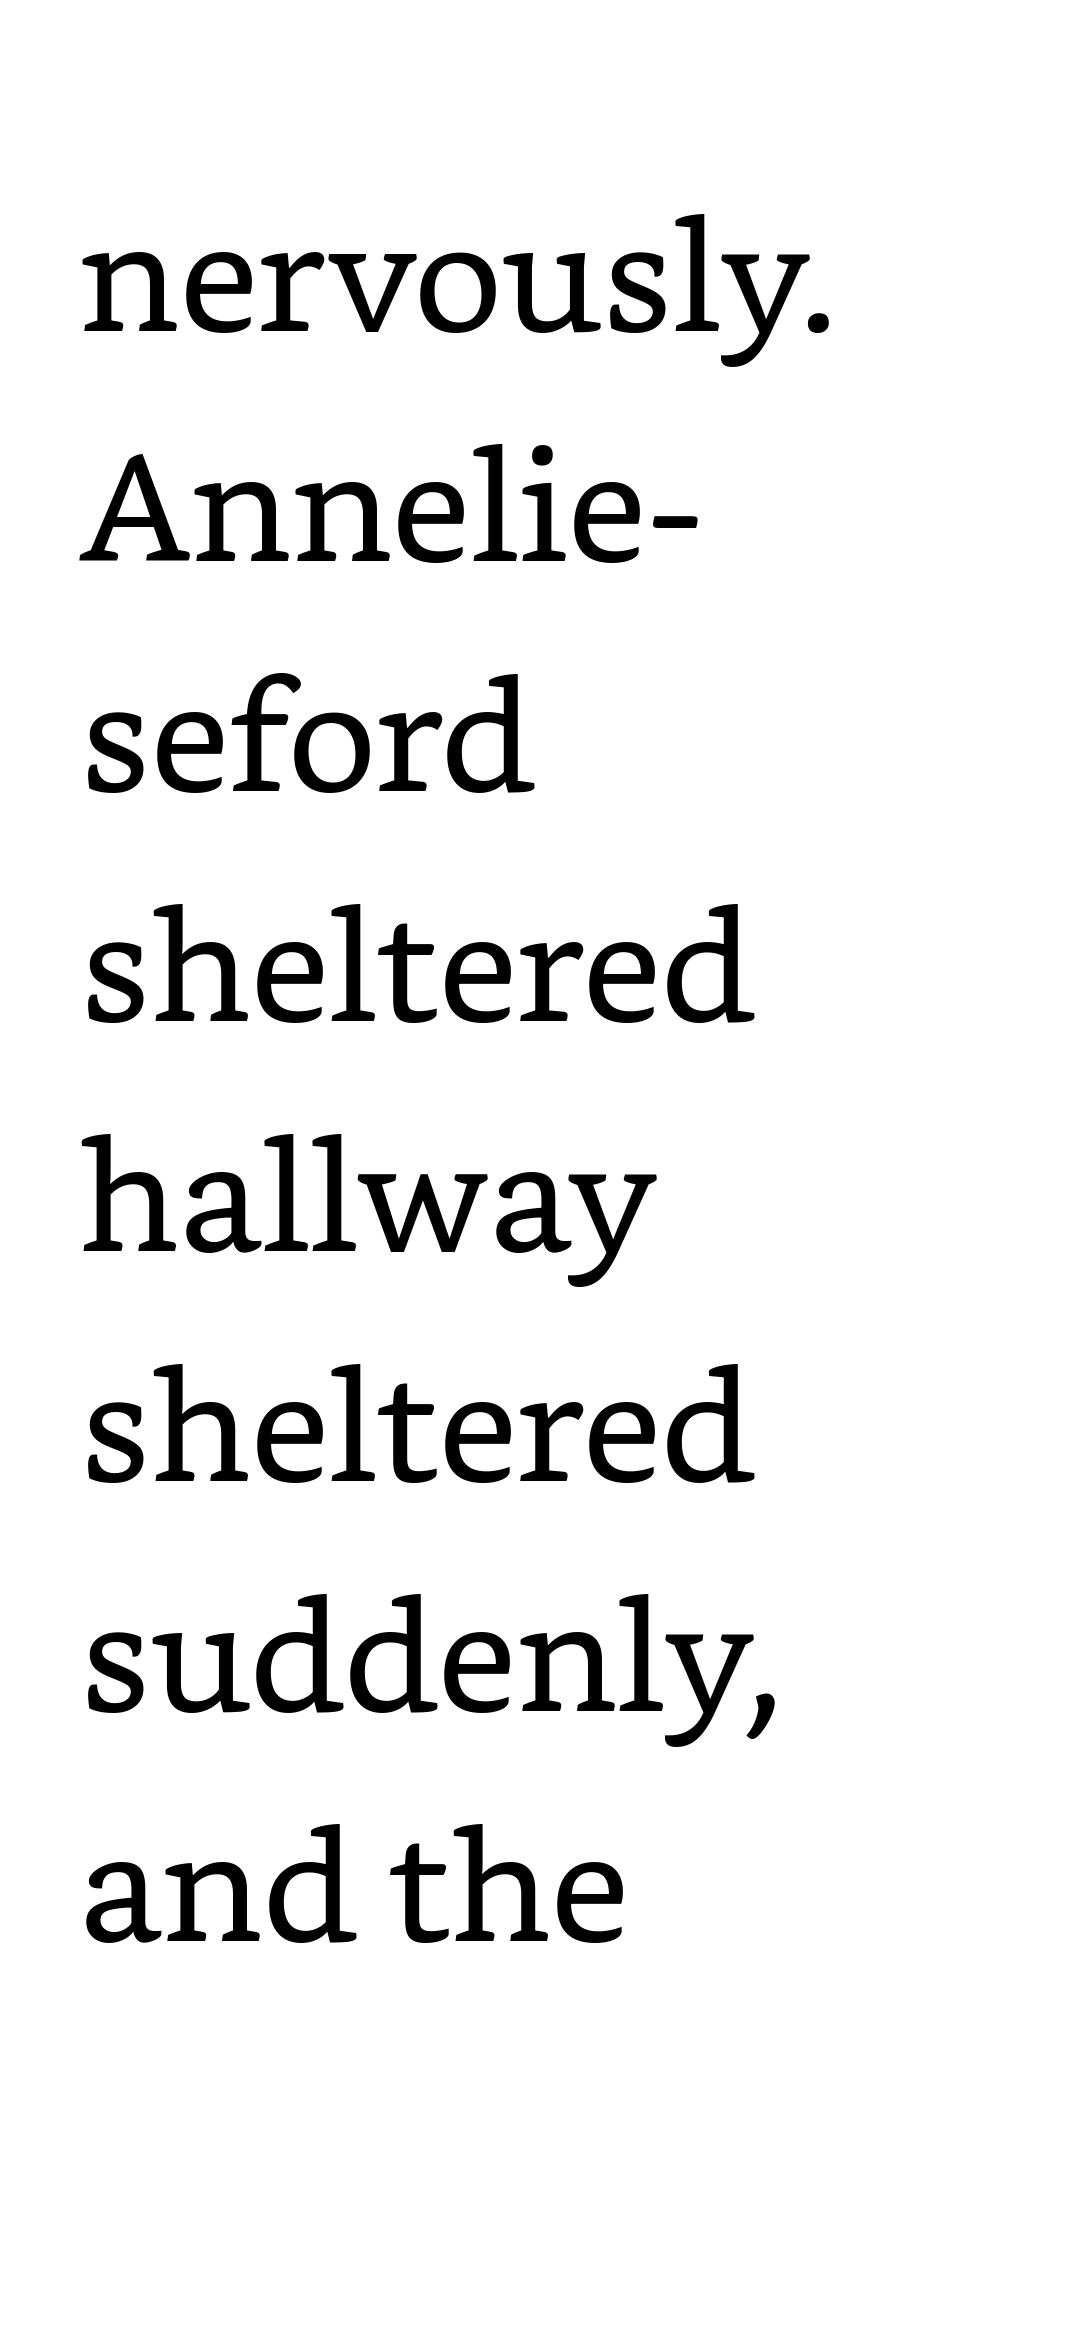 nervously.
Annelie-
seford
sheltered
hallway
sheltered
suddenly,
and the